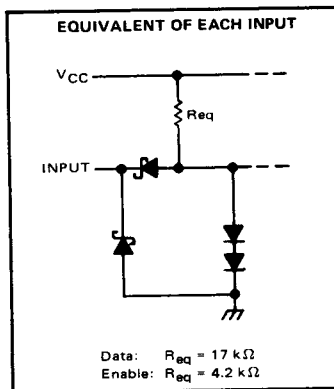 EQUIVALENT OF EACH INPUT
VCC
Req
INPUT
Data: Req = 17 kΩ
Enable: Req = 4.2 kΩ